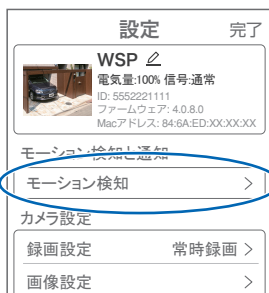 設定 完了
WSP
電気量:100% 信号:通常
ID: 5552221111
ファームウェア: 4.0.8.0
Macアドレス: 84:6A:ED:XX:XX:XX
モーション検知と通知
モーション検知 >
カメラ設定
録画設定 常時録画 >
画像設定 >